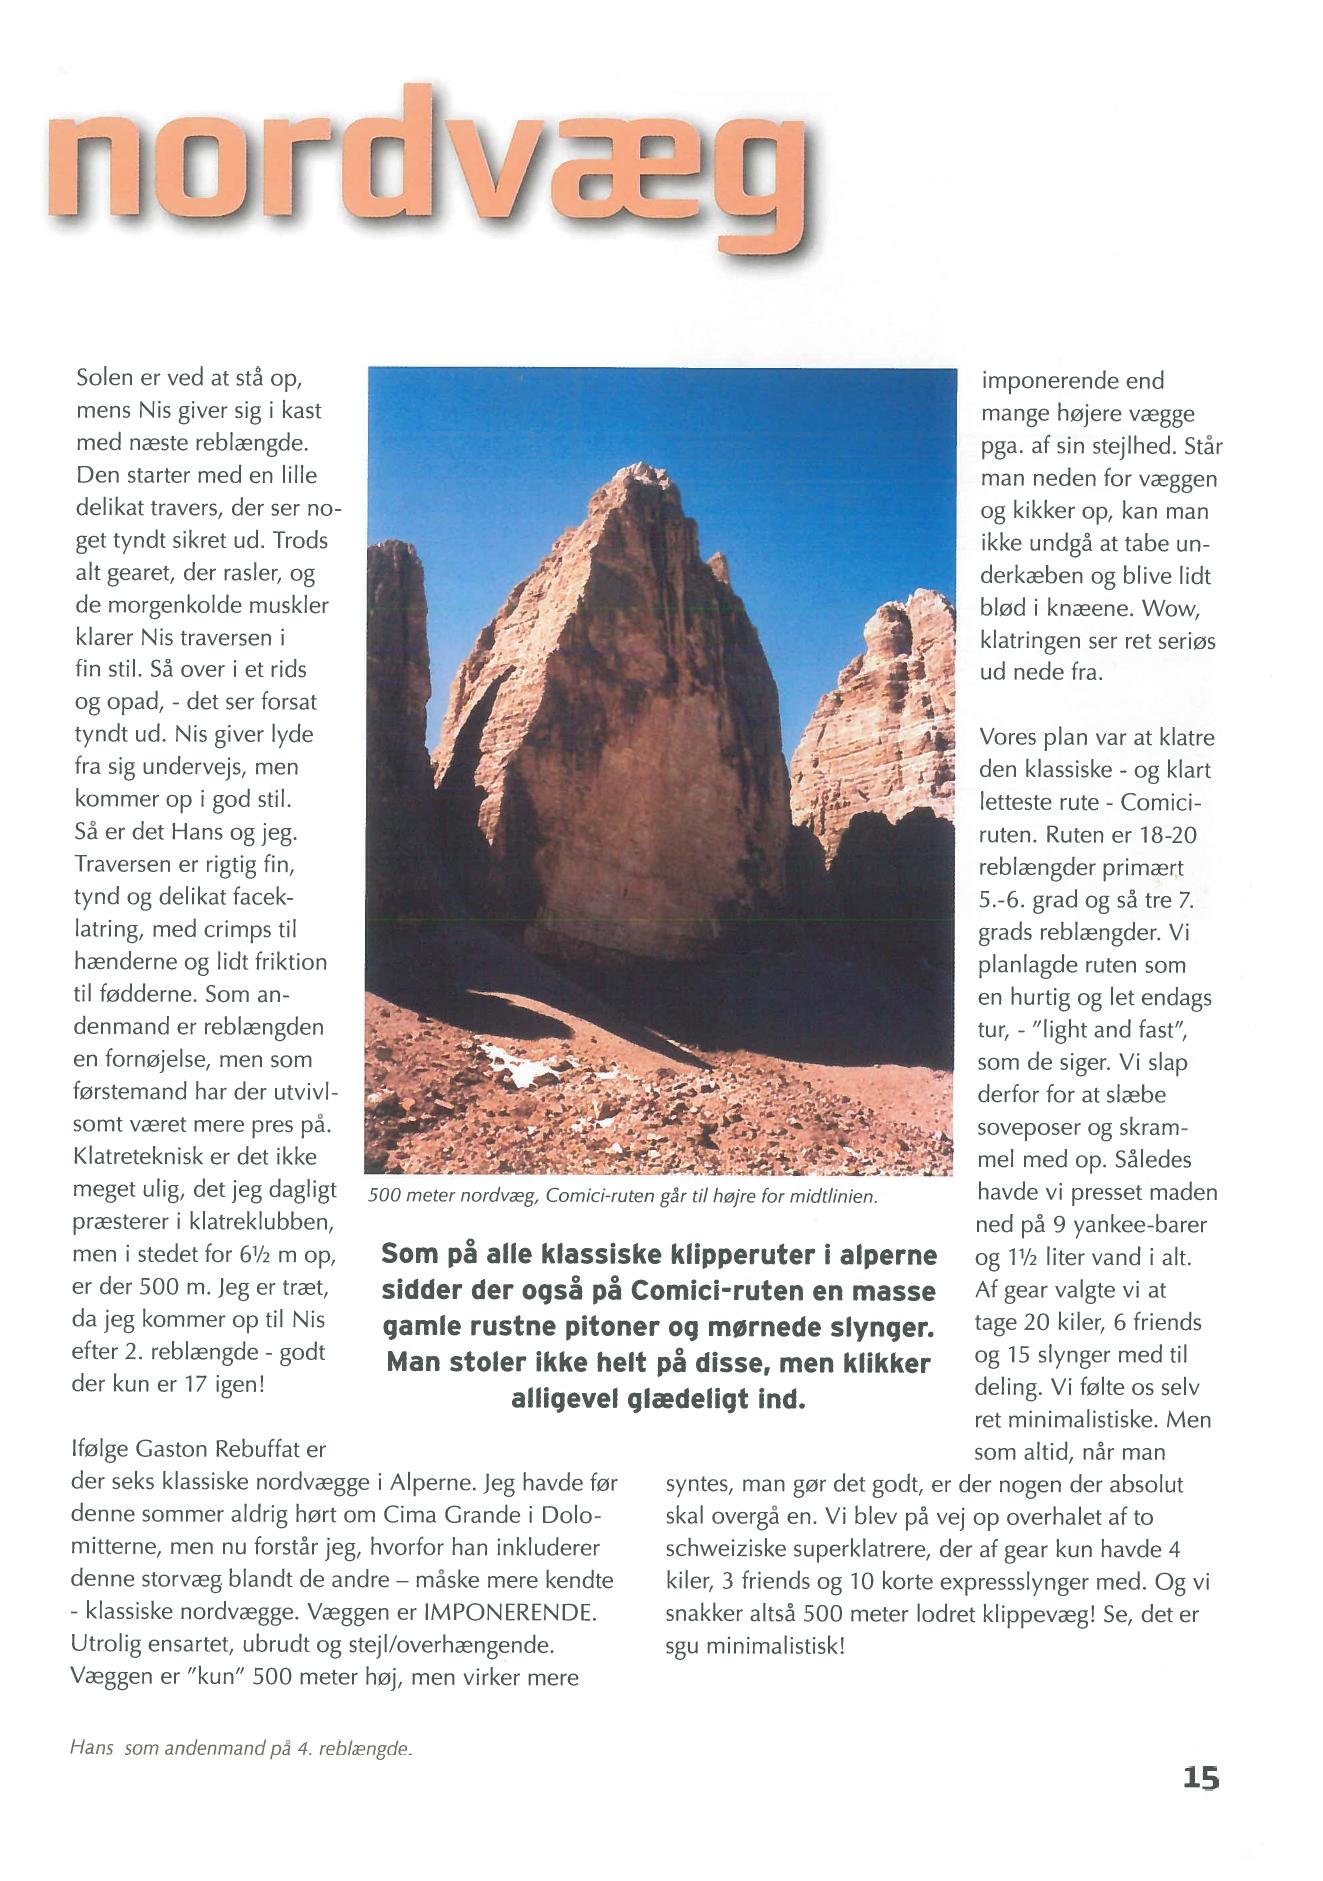 nordvæg
Solen er ved at stå op,
mens Nis giver sig i kast
med næste reblængde.
Den starter med en lille
delikat travers, der ser no-
get tyndt sikret ud. Trods
alt gearet, der rasler, og
de morgenkolde muskler
klarer Nis traversen i
fin stil. Så over i et rids
og opad, - det ser forsat
tyndt ud. Nis giver lyde
fra sig undervejs, men
kommer op i god stil.
Så er det Hans og jeg.
Traversen er rigtig fin,
tynd og delikat facek-
latring, med crimps til
hænderne og lidt friktion
til fødderne. Som an-
denmand er reblængden
en fornøjelse, men som
førstemand har der utvivl-
somt været mere pres på.
Klatreteknisk er det ikke
meget ulig, det jeg dagligt
præsterer i klatreklubben,
men i stedet for 6½ m op,
er der 500 m. Jeg er træt,
da jeg kommer op til Nis
efter 2. reblængde - godt
der kun er 17 igen!
Ifølge Gaston Rebuffat er
der seks klassiske nordvægge i Alperne. Jeg havde før
denne sommer aldrig hørt om Cima Grande i Dolo-
mitterne, men nu forstår jeg, hvorfor han inkluderer
denne storvæg blandt de andre – måske mere kendte
- klassiske nordvægge. Væggen er IMPONERENDE.
Utrolig ensartet, ubrudt og stejl/overhængende.
Væggen er "kun" 500 meter høj, men virker mere
500 meter nordvæg, Comici-ruten går til højre for midtlinien.
Som på alle klassiske klipperuter i alperne
sidder der også på Comici-ruten en masse
gamle rustne pitoner og mørnede slynger.
Man stoler ikke helt på disse, men klikker
alligevel glædeligt ind.
imponerende end
mange højere vægge
pga. af sin stejlhed. Står
man neden for væggen
og kikker op, kan man
ikke undgå at tabe un-
derkæben og blive lidt
blød i knæene. Wow,
klatringen ser ret seriøs
ud nede fra.
Vores plan var at klatre
den klassiske - og klart
letteste rute - Comici-
ruten. Ruten er 18-20
reblængder primært
5.-6. grad og så tre 7.
grads reblængder. Vi
planlagde ruten som
en hurtig og let endags
tur, - "light and fast",
som de siger. Vi slap
derfor for at slæbe
soveposer og skram-
mel med op. Således
havde vi presset maden
ned på 9 yankee-barer
og 1½ liter vand i alt.
Af gear valgte vi at
tage 20 kiler, 6 friends
og 15 slynger med til
deling. Vi følte os selv
ret minimalistiske. Men
som altid, når man
syntes, man gør det godt, er der nogen der absolut
skal overgå en. Vi blev på vej op overhalet af to
schweiziske superklatrere, der af gear kun havde 4
kiler, 3 friends og 10 korte expressslynger med. Og vi
snakker altså 500 meter lodret klippevæg! Se, det er
sgu minimalistisk!
Hans som andenmand på 4. reblængde.
15